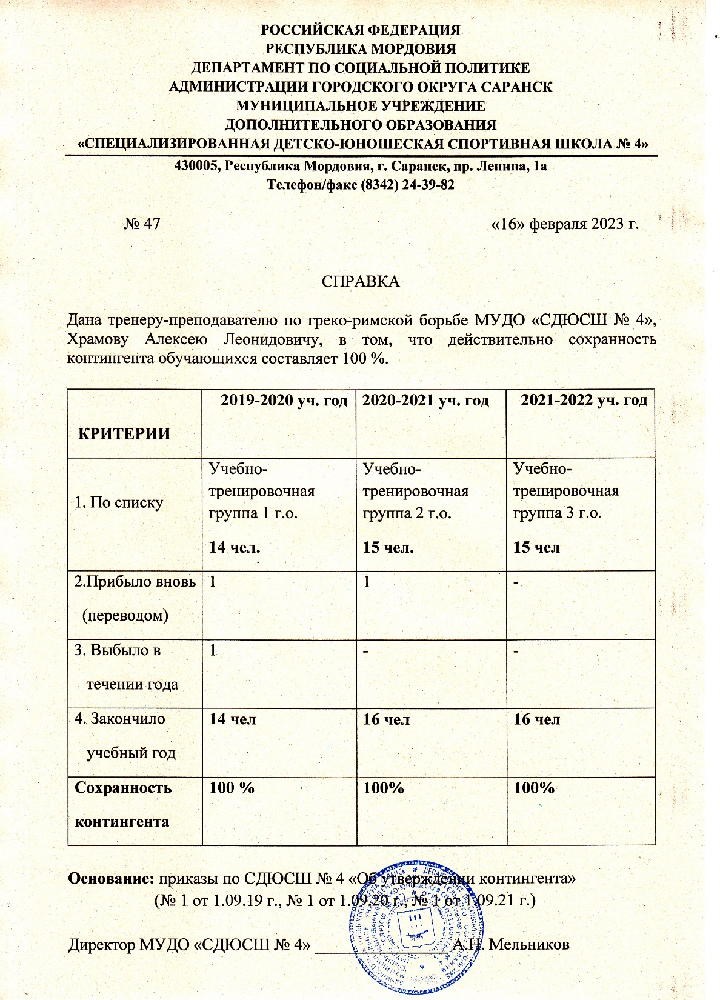 РОССИЙСКАЯ ФЕДЕРАЦИЯ
РЕСПУБЛИКА МОРДОВИЯ
ДЕПАРТАМЕНТ ПО СОЦИАЛЬНОЙ ПОЛИТИКЕ
АДМИНИСТРАЦИИ ГОРОДСКОГО ОКРУГА САРАНСК
МУНИЦИПАЛЬНОЕ УЧРЕЖДЕНИЕ
ДОПОЛНИТЕЛЬНОГО ОБРАЗОВАНИЯ
«СПЕЦИАЛИЗИРОВАННАЯ ДЕТСКО-ЮНОШЕСКАЯ СПОРТИВНАЯ ШКОЛА № 4»
430005, Республика Мордовия, г. Саранск, пр. Ленина, 1а
Телефон/факс (8342) 24-39-82
№ 47 «16» февраля 2023 г.
СПРАВКА
Дана тренеру-преподавателю по греко-римской борьбе МУДО «СДЮСШ № 4»,
Храмову Алексею Леонидовичу, в том, что действительно сохранность
контингента обучающихся составляет 100 %.
КРИТЕРИИ
2019-2020 уч. год
2020-2021 уч. год
2021-2022 уч. год
1. По списку
Учебно-
тренировочная
группа 1 г.о.
14 чел.
Учебно-
тренировочная
группа 2 г.о.
15 чел.
Учебно-
тренировочная
группа 3 г.о.
15 чел
2.Прибыло вновь
(переводом)
1
1
-
3. Выбыло в
течении года
1
-
-
4. Закончило
учебный год
14 чел
16 чел
16 чел
Сохранность
контингента
100 %
100%
100%
Основание: приказы по СДЮСШ № 4 «Об утверждении контингента»
(№ 1 от 1.09.19 г., № 1 от 1.09.20 г., № 1 от 1.09.21 г.)
Директор МУДО «СДЮСШ № 4» ________________ А.Н. Мельников